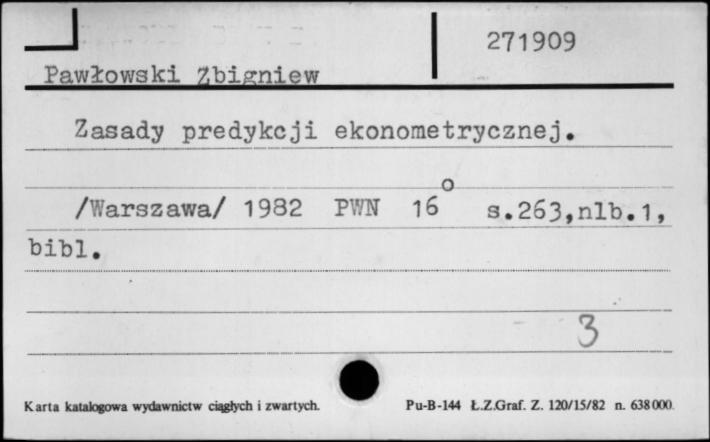 271909
Pawłowski Zbigniew
Zasady predykcji ekonometrycznej.
/Warszawa/ 1982 PWN 16° s.263,nlb.1,
bibl.
3
Karta katalogowa wydawnictw ciągłych i zwartych. Pu-B-144 Ł.Z.Graf. Z. 120/15/82 n. 638000.